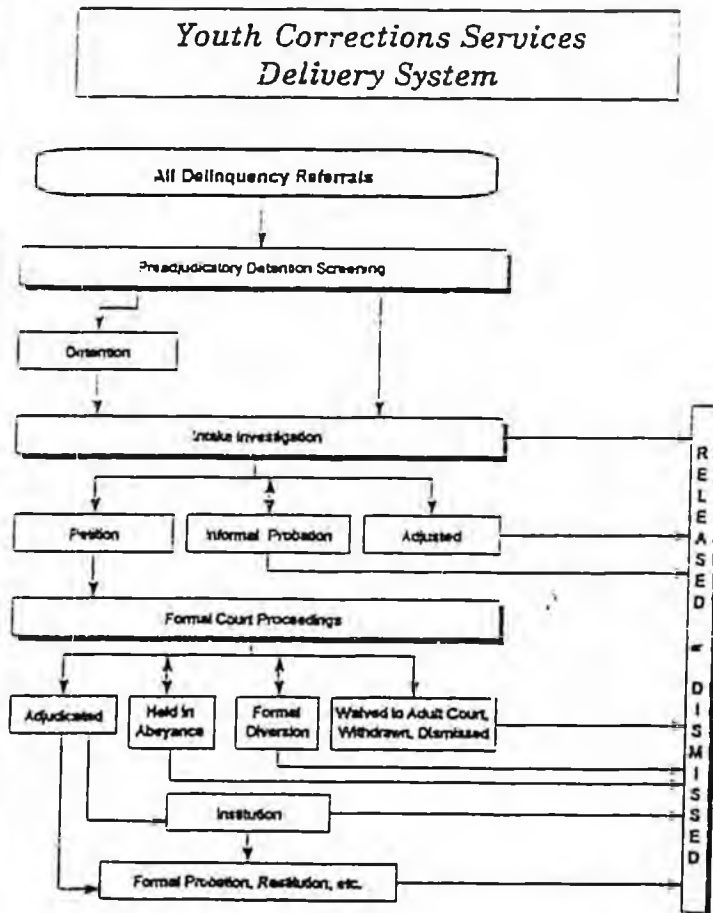 Youth Corrections Services
Delivery System
All Delinquency Referrals
Preadjudicatory Detention Screening
Detention
Intake Investigation
Petition
Informal Probation
Adjusted
Formal Court Proceedings
Adjudicated
Held in
Abeyance
Formal
Diversion
Waived to Adult Court,
Withdrawn, Dismissed
Institution
Formal Probation, Restitution, etc.
RELEASED
DISMISSED